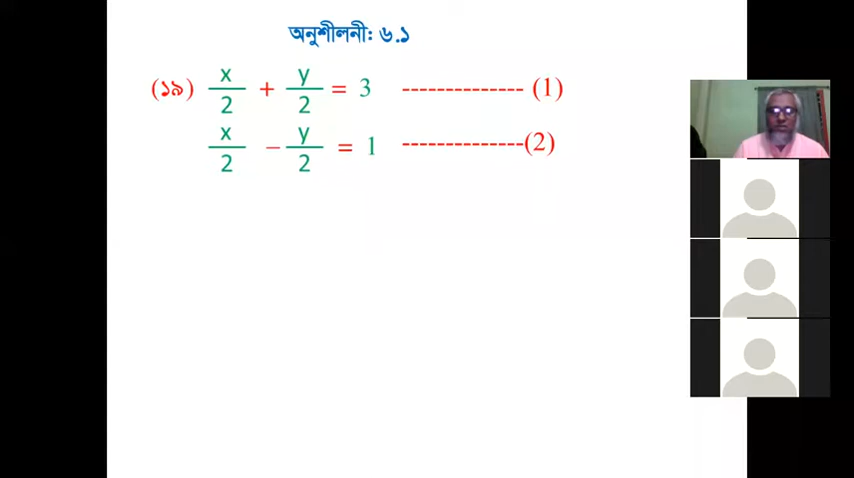 অনুশীলনী: ৬.১
(১৯) x/2 + y/2 = 3 -------------- (1)
x/2 – y/2 = 1 --------------(2)